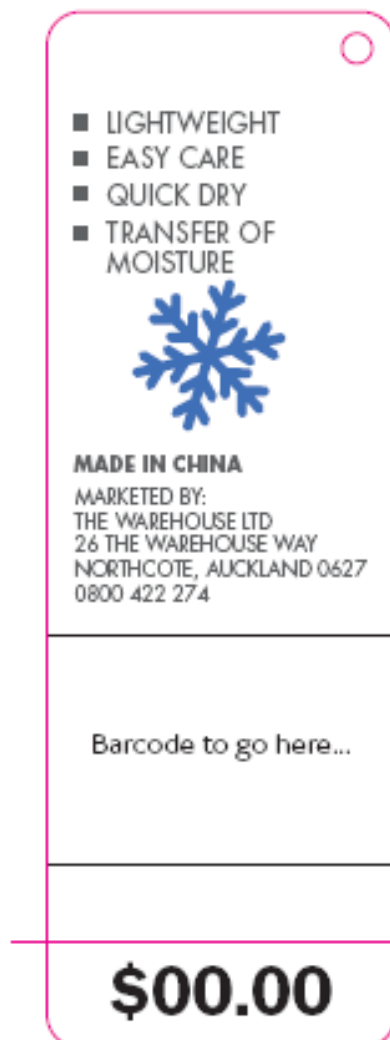 LIGHTWEIGHT
EASY CARE
QUICK DRY
TRANSFER OF
MOISTURE
MADE IN CHINA
MARKETED BY:
THE WAREHOUSE LTD
26 THE WAREHOUSE WAY
NORTHCOTE, AUCKLAND 0627
0800 422 274
Barcode to go here...
$00.00